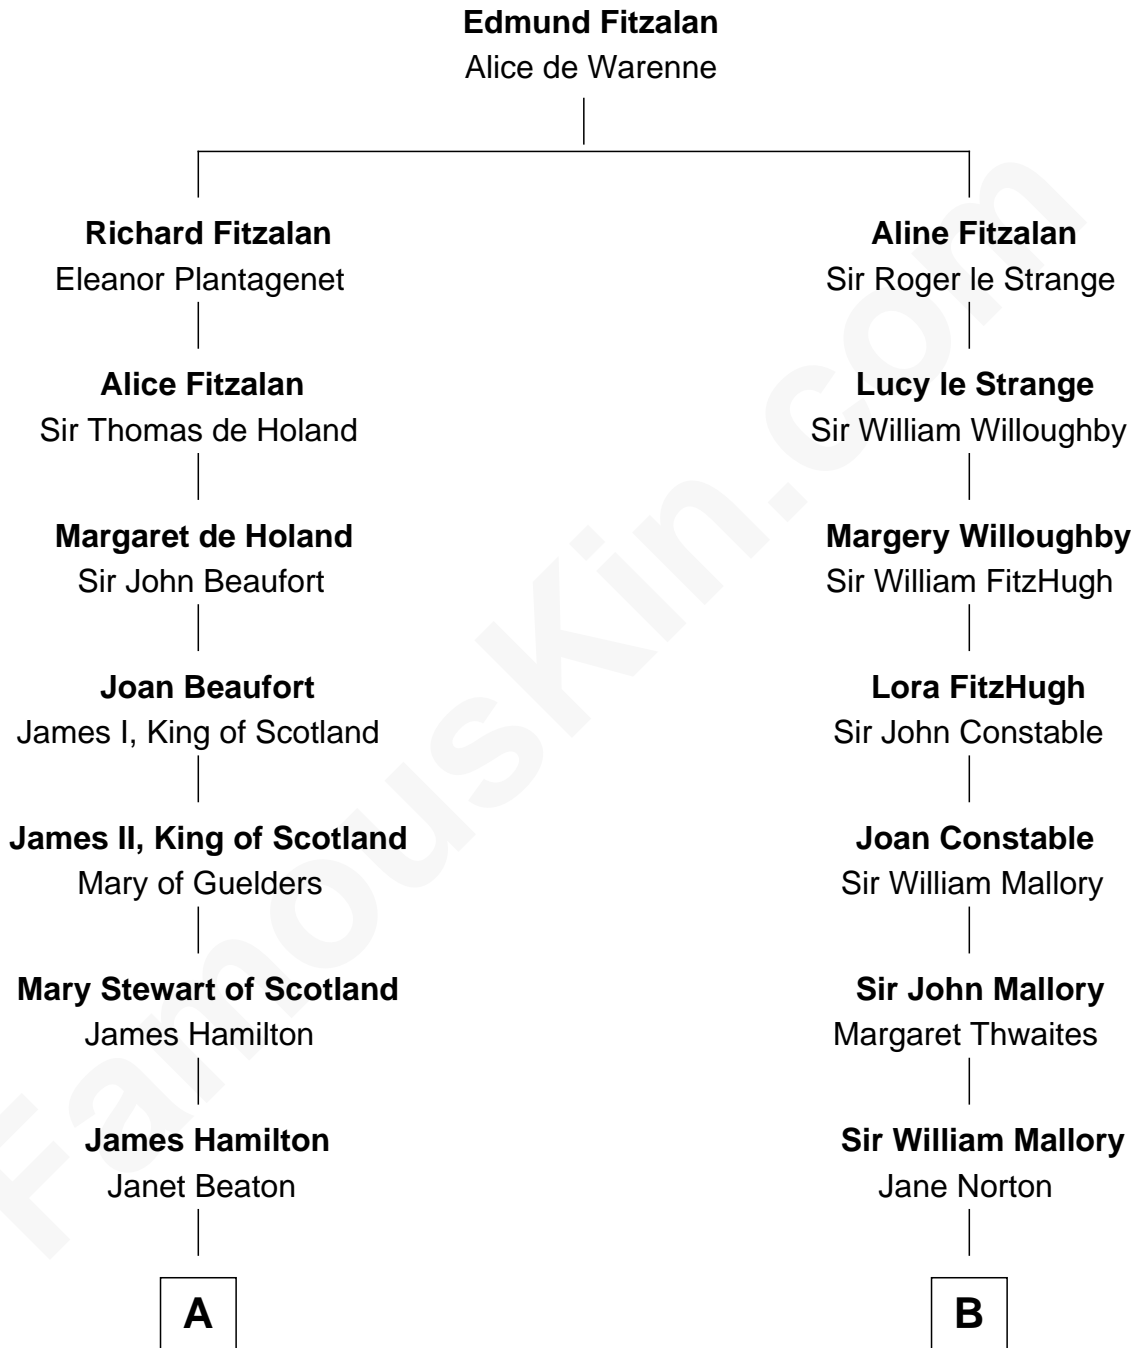 Edmund Fitzalan
Alice de Warenne
Richard Fitzalan
Eleanor Plantagenet
Aline Fitzalan
Sir Roger le Strange
Alice Fitzalan
Sir Thomas de Holand
Lucy le Strange
Sir William Willoughby
Margaret de Holand
Sir John Beaufort
Margery Willoughby
Sir William FitzHugh
Joan Beaufort
James I, King of Scotland
Lora FitzHugh
Sir John Constable
James II, King of Scotland
Mary of Guelders
Joan Constable
Sir William Mallory
Mary Stewart of Scotland
James Hamilton
Sir John Mallory
Margaret Thwaites
James Hamilton
Janet Beaton
Sir William Mallory
Jane Norton
A
B
FamousKin.com